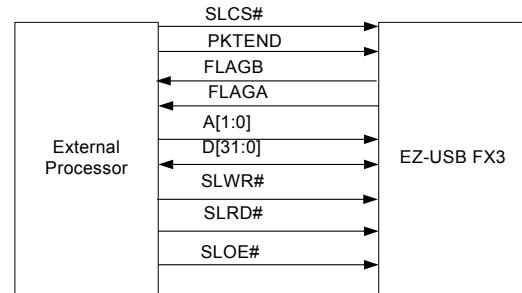 SLCS#
PKTEND
FLAGB
FLAGA
A[1:0]
D[31:0]
SLWR#
SLRD#
SLOE#
External
Processor
EZ-USB FX3